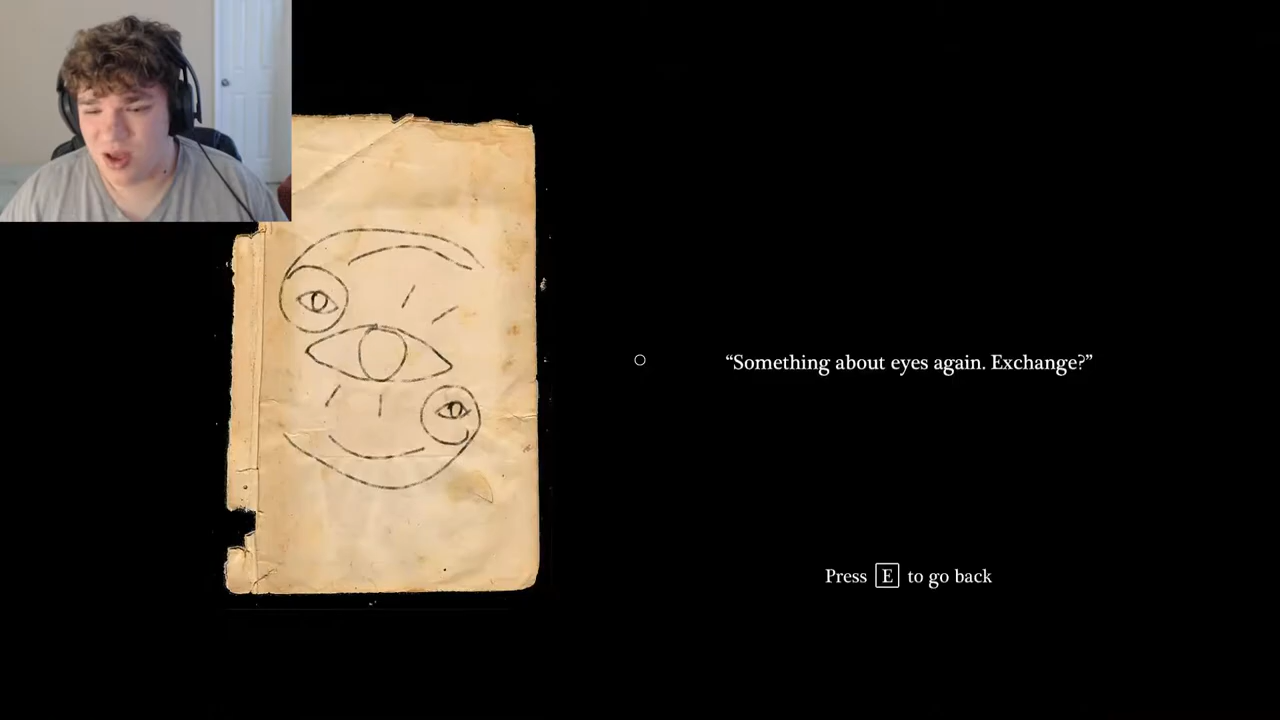 “Something about eyes again. Exchange?”
Press E to go back